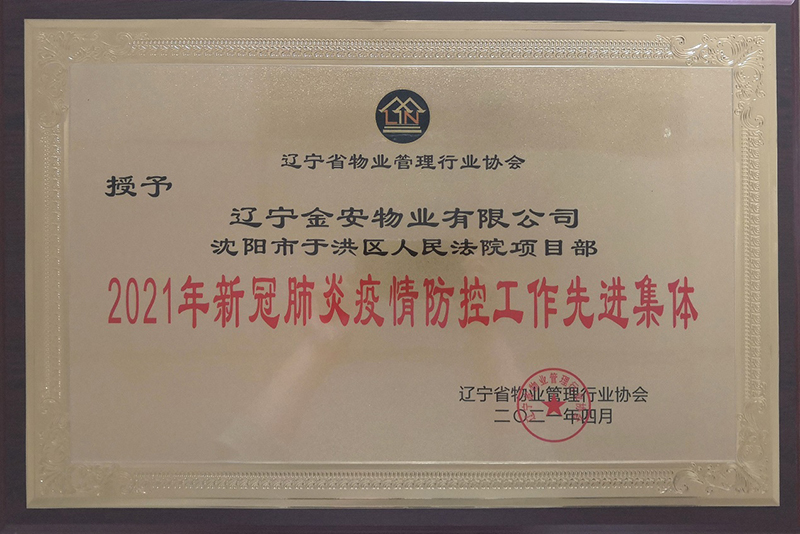 LN
辽宁省物业管理行业协会
授予
辽宁金安物业有限公司
沈阳市于洪区人民法院项目部
2021年新冠肺炎疫情防控工作先进集体
辽宁省物业管理行业协会
二〇二一年四月